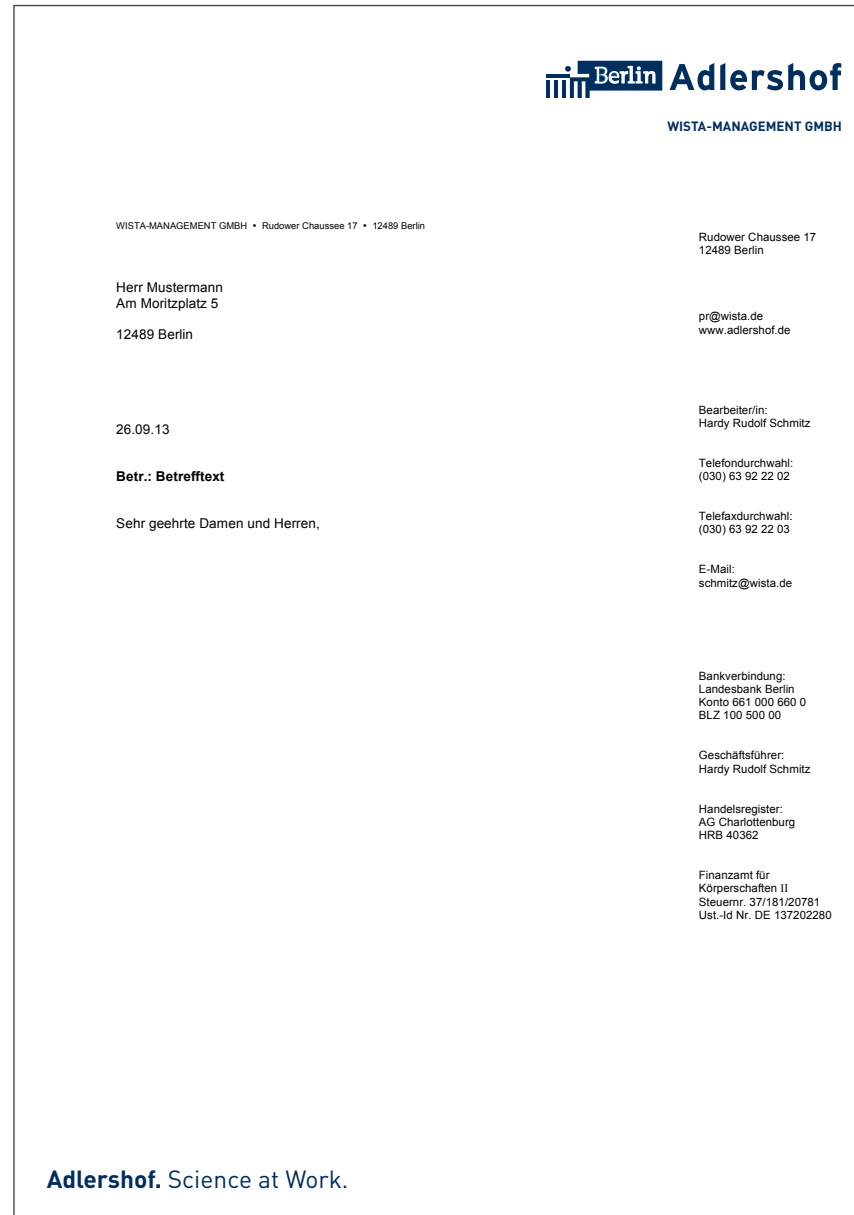 Berlin Adlershof
WISTA-MANAGEMENT GMBH
WISTA-MANAGEMENT GMBH • Rudower Chaussee 17 • 12489 Berlin
Herr Mustermann
Am Moritzplatz 5
12489 Berlin
26.09.13
Betr.: Betrefftext
Sehr geehrte Damen und Herren,
Rudower Chaussee 17
12489 Berlin
pr@wista.de
www.adlershof.de
Bearbeiter/in:
Hardy Rudolf Schmitz
Telefondurchwahl:
(030) 63 92 22 02
Telefaxdurchwahl:
(030) 63 92 22 03
E-Mail:
schmitz@wista.de
Bankverbindung:
Landesbank Berlin
Konto 661 000 660 0
BLZ 100 500 00
Geschäftsführer:
Hardy Rudolf Schmitz
Handelsregister:
AG Charlottenburg
HRB 40362
Finanzamt für
Körperschaften II
Steuernr. 37/181/20781
Ust.-Id Nr. DE 137202280
Adlershof. Science at Work.